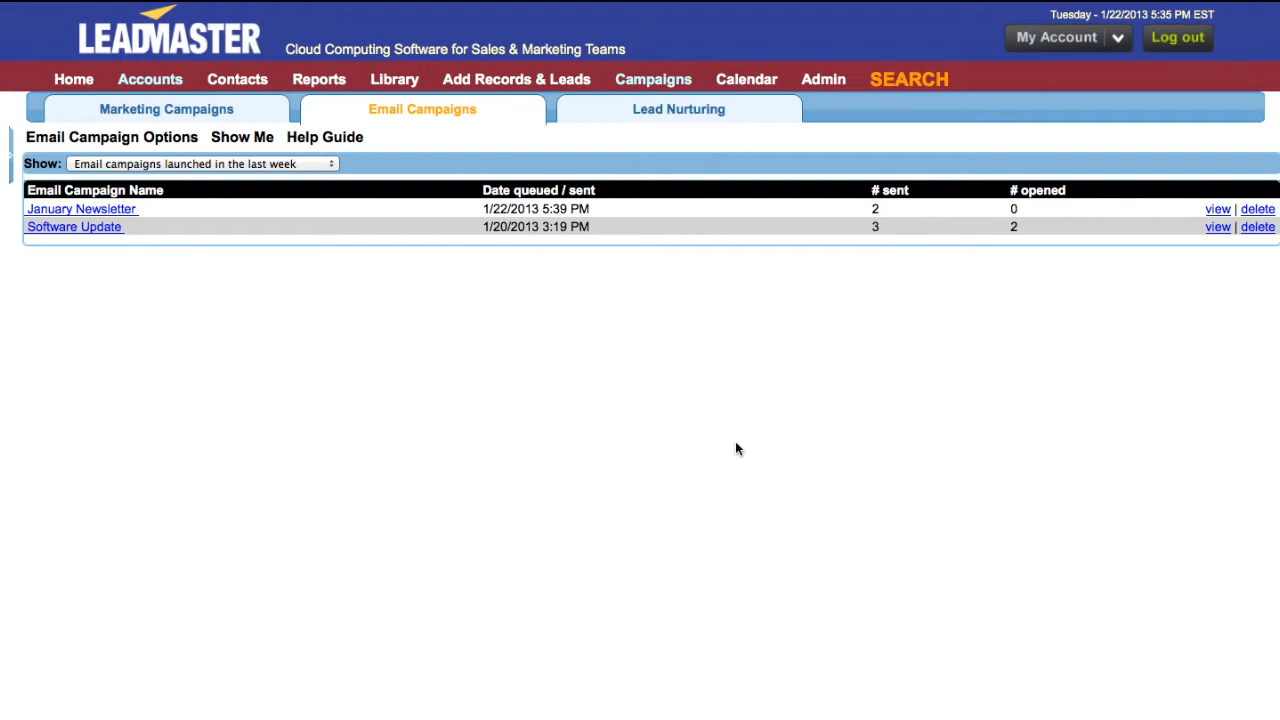 Tuesday - 1/22/2013 5:35 PM EST
LEADMASTER Cloud Computing Software for Sales & Marketing Teams
My Account Log out
Home Accounts Contacts Reports Library Add Records & Leads Campaigns Calendar Admin SEARCH
Marketing Campaigns Email Campaigns Lead Nurturing
Email Campaign Options Show Me Help Guide
Show: Email campaigns launched in the last week
Email Campaign Name Date queued / sent # sent # opened
January Newsletter 1/22/2013 5:39 PM 2 0 view | delete
Software Update 1/20/2013 3:19 PM 3 2 view | delete